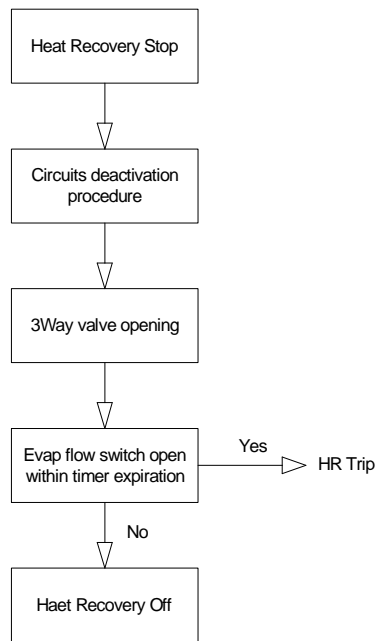 Heat Recovery Stop
Circuits deactivation
procedure
3Way valve opening
Evap flow switch open
within timer expiration
Yes
HR Trip
No
Haet Recovery Off